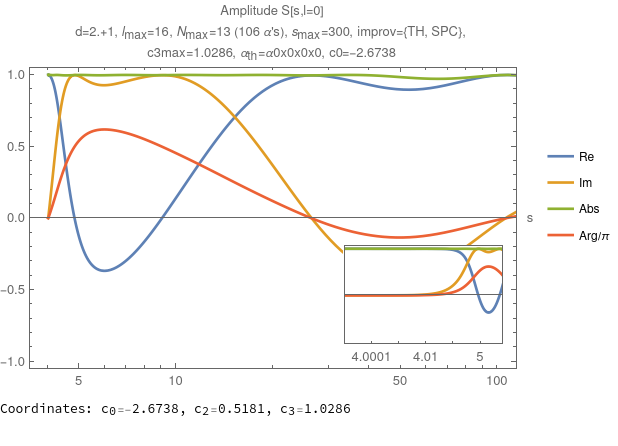 Amplitude S[s,l=0]
d=2.+1, lmax=16, Nmax=13 (106 α's), smax=300, improv={TH, SPC},
c3max=1.0286, αth=α0x0x0x0, c0=-2.6738
1.0
0.5
0.0
−0.5
−1.0
5
10
50
100
s
4.0001
4.01
5
Re
Im
Abs
Arg/π
Coordinates: c0=-2.6738, c2=0.5181, c3=1.0286